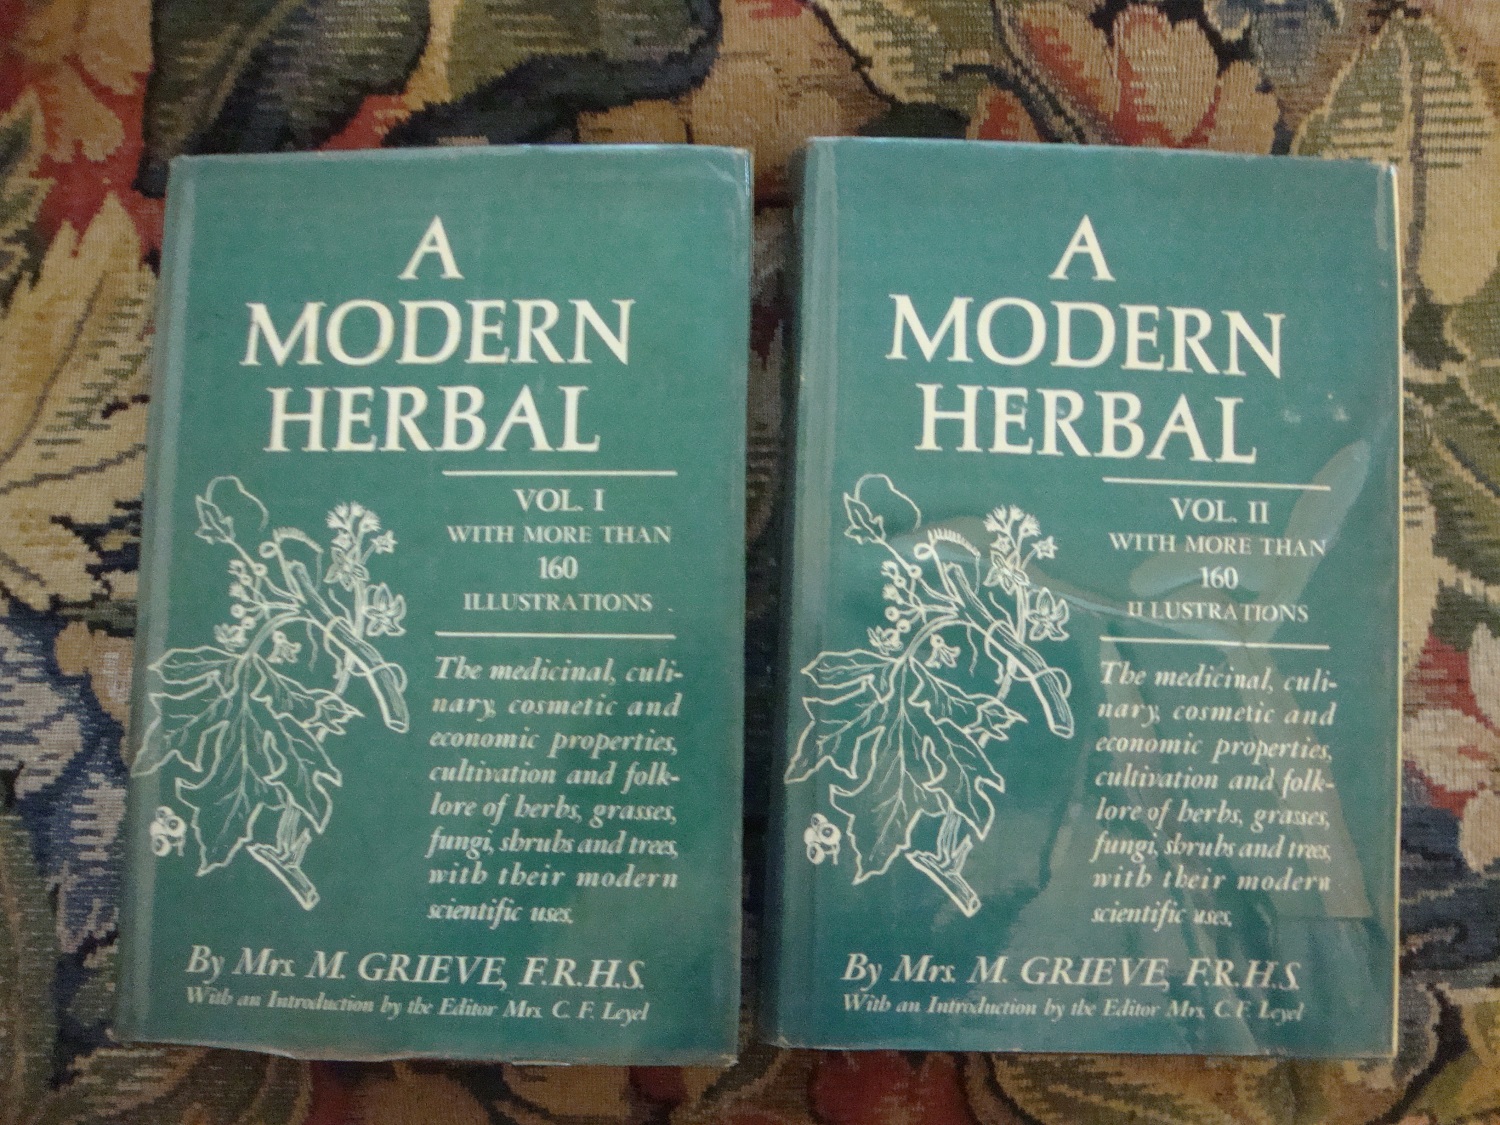 A
MODERN
HERBAL
VOL. I
WITH MORE THAN
160
ILLUSTRATIONS
The medicinal, culi-
nary, cosmetic and
economic properties,
cultivation and folk-
lore of herbs, grasses,
fungi, shrubs and trees,
with their modern
scientific uses.
By Mrs. M. GRIEVE, F.R.H.S.
With an Introduction by the Editor Mrs. C. F. Leyel
A
MODERN
HERBAL
VOL. II
WITH MORE THAN
160
ILLUSTRATIONS
The medicinal, culi-
nary, cosmetic and
economic properties,
cultivation and folk-
lore of herbs, grasses,
fungi, shrubs and trees,
with their modern
scientific uses.
By Mrs. M. GRIEVE, F.R.H.S.
With an Introduction by the Editor Mrs. C. F. Leyel